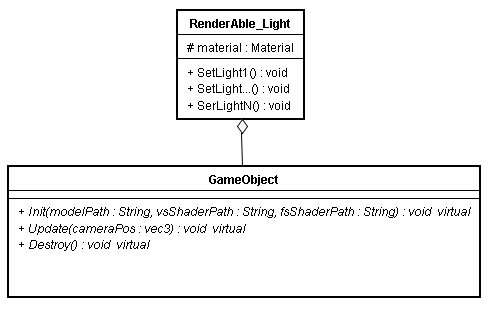 RenderAble_Light
# material : Material
+ SetLight1() : void
+ SetLight...() : void
+ SerLightN() : void
GameObject
+ Init(modelPath : String, vsShaderPath : String, fsShaderPath : String) : void virtual
+ Update(cameraPos : vec3) : void virtual
+ Destroy() : void virtual